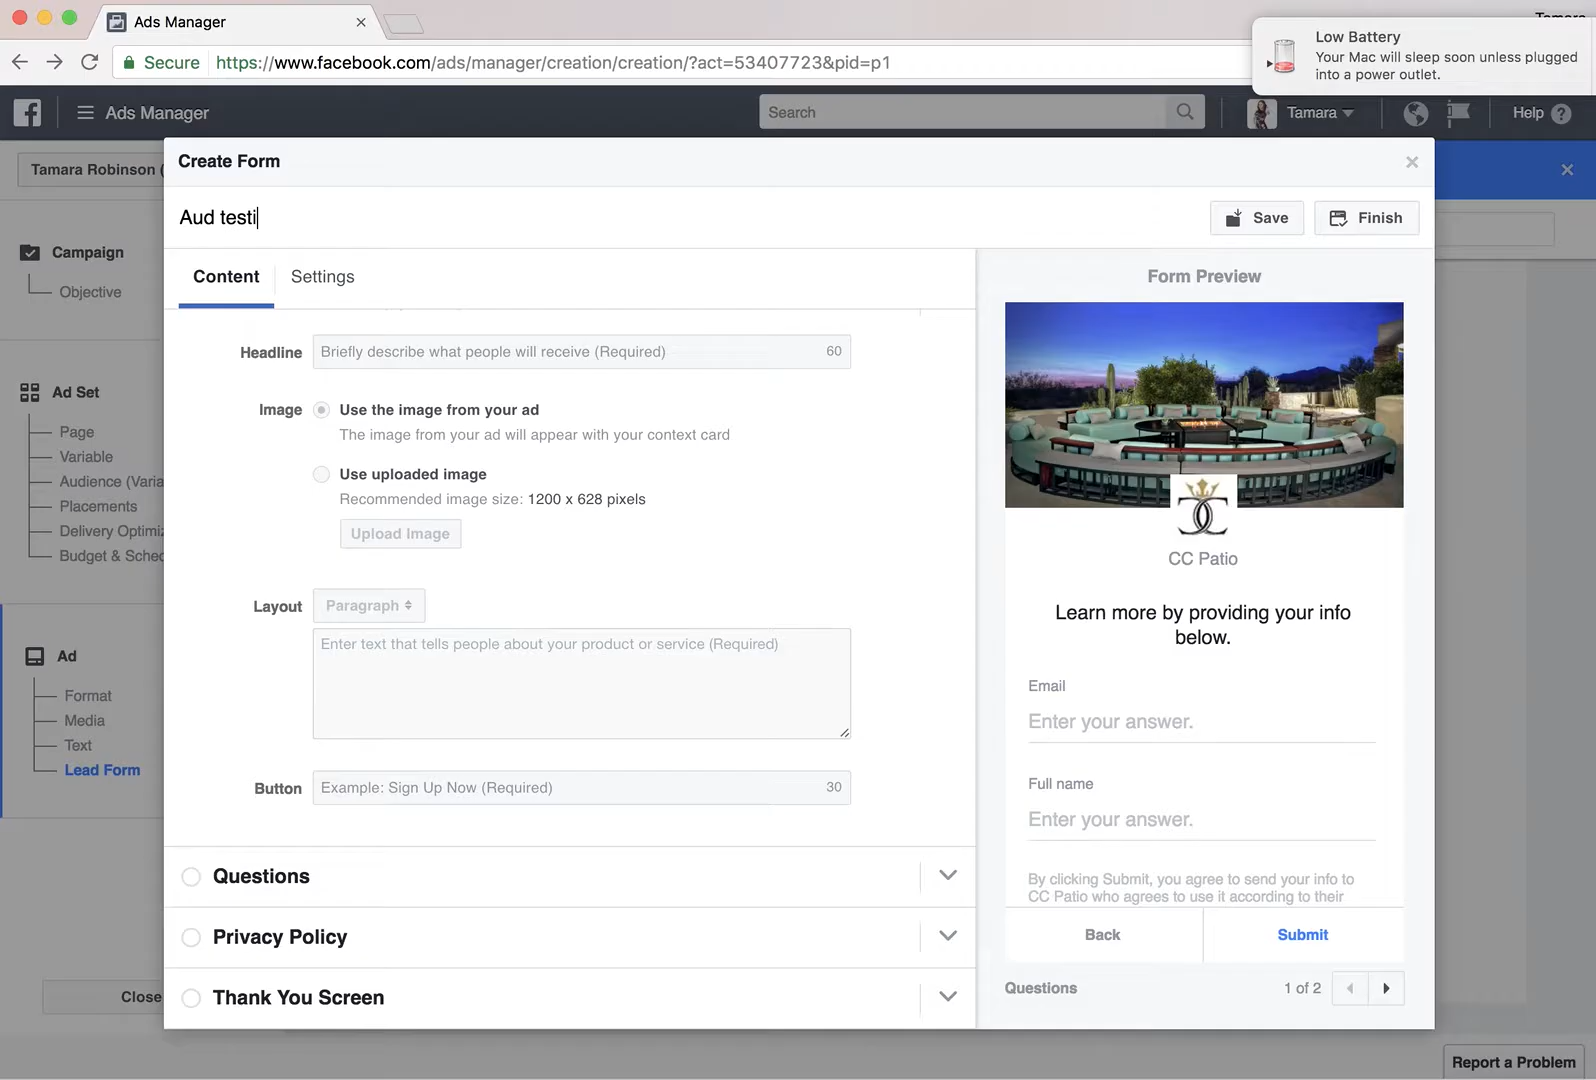 Ads Manager
Tamara
Low Battery
Your Mac will sleep soon unless plugged
into a power outlet.
Secure
https://www.facebook.com/ads/manager/creation/creation/?act=53407723&pid=p1
Ads Manager
Search
Tamara
Help
Tamara Robinson (
Create Form
Aud testi
Save
Finish
Campaign
Objective
Ad Set
Page
Variable
Audience (Varia
Placements
Delivery Optimiz
Budget & Sched
Ad
Format
Media
Text
Lead Form
Close
Content
Settings
Headline
Briefly describe what people will receive (Required)
60
Image
Use the image from your ad
The image from your ad will appear with your context card
Use uploaded image
Recommended image size: 1200 x 628 pixels
Upload Image
Layout
Paragraph
Enter text that tells people about your product or service (Required)
Button
Example: Sign Up Now (Required)
30
Questions
Privacy Policy
Thank You Screen
Form Preview
CC Patio
Learn more by providing your info
below.
Email
Enter your answer.
Full name
Enter your answer.
By clicking Submit, you agree to send your info to
CC Patio who agrees to use it according to their
Back
Submit
Questions
1 of 2
Report a Problem